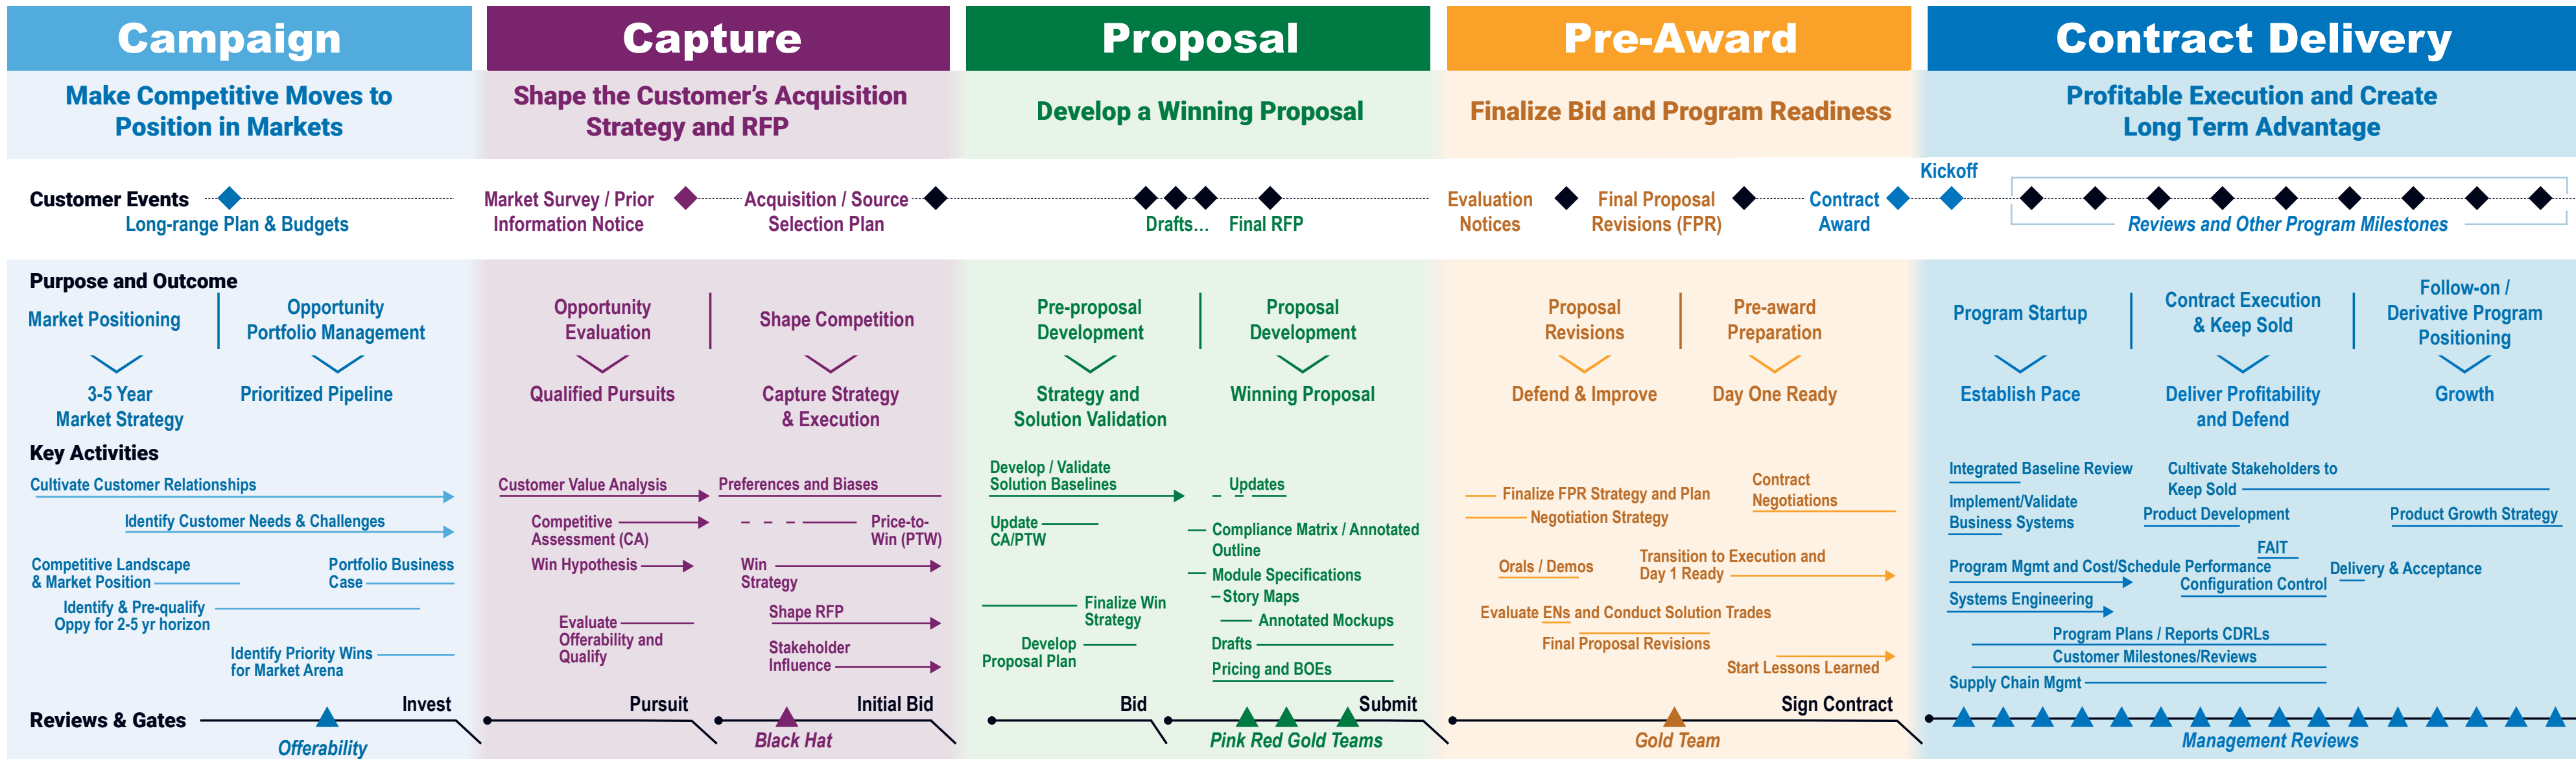 Campaign
Capture
Proposal
Pre-Award
Contract Delivery
Make Competitive Moves to
Position in Markets
Shape the Customer’s Acquisition
Strategy and RFP
Develop a Winning Proposal
Finalize Bid and Program Readiness
Profitable Execution and Create
Long Term Advantage
Customer Events
Long-range Plan & Budgets
Market Survey / Prior
Information Notice
Acquisition / Source
Selection Plan
Drafts...
Final RFP
Evaluation
Notices
Final Proposal
Revisions (FPR)
Contract
Award
Kickoff
Reviews and Other Program Milestones
Purpose and Outcome
Market Positioning
3-5 Year
Market Strategy
Opportunity
Portfolio Management
Prioritized Pipeline
Opportunity
Evaluation
Qualified Pursuits
Shape Competition
Capture Strategy
& Execution
Pre-proposal
Development
Strategy and
Solution Validation
Proposal
Development
Winning Proposal
Proposal
Revisions
Defend & Improve
Pre-award
Preparation
Day One Ready
Program Startup
Establish Pace
Contract Execution
& Keep Sold
Deliver Profitability
and Defend
Follow-on /
Derivative Program
Positioning
Growth
Key Activities
Cultivate Customer Relationships
Identify Customer Needs & Challenges
Competitive Landscape
& Market Position
Portfolio Business
Case
Identify & Pre-qualify
Oppy for 2-5 yr horizon
Identify Priority Wins
for Market Arena
Customer Value Analysis
Competitive
Assessment (CA)
Win Hypothesis
Evaluate
Offerability and
Qualify
Preferences and Biases
Price-to-
Win (PTW)
Win
Strategy
Shape RFP
Stakeholder
Influence
Develop / Validate
Solution Baselines
Update
CA/PTW
Finalize Win
Strategy
Develop
Proposal Plan
Updates
Compliance Matrix / Annotated
Outline
Module Specifications
Story Maps
Annotated Mockups
Drafts
Pricing and BOEs
Finalize FPR Strategy and Plan
Negotiation Strategy
Contract
Negotiations
Orals / Demos
Transition to Execution and
Day 1 Ready
Evaluate ENs and Conduct Solution Trades
Final Proposal Revisions
Start Lessons Learned
Integrated Baseline Review
Implement/Validate
Business Systems
Cultivate Stakeholders to
Keep Sold
Product Development
Product Growth Strategy
FAIT
Program Mgmt and Cost/Schedule Performance
Delivery & Acceptance
Configuration Control
Systems Engineering
Program Plans / Reports CDRLs
Customer Milestones/Reviews
Supply Chain Mgmt
Reviews & Gates
Offerability
Invest
Pursuit
Black Hat
Initial Bid
Bid
Pink Red Gold Teams
Submit
Gold Team
Sign Contract
Management Reviews